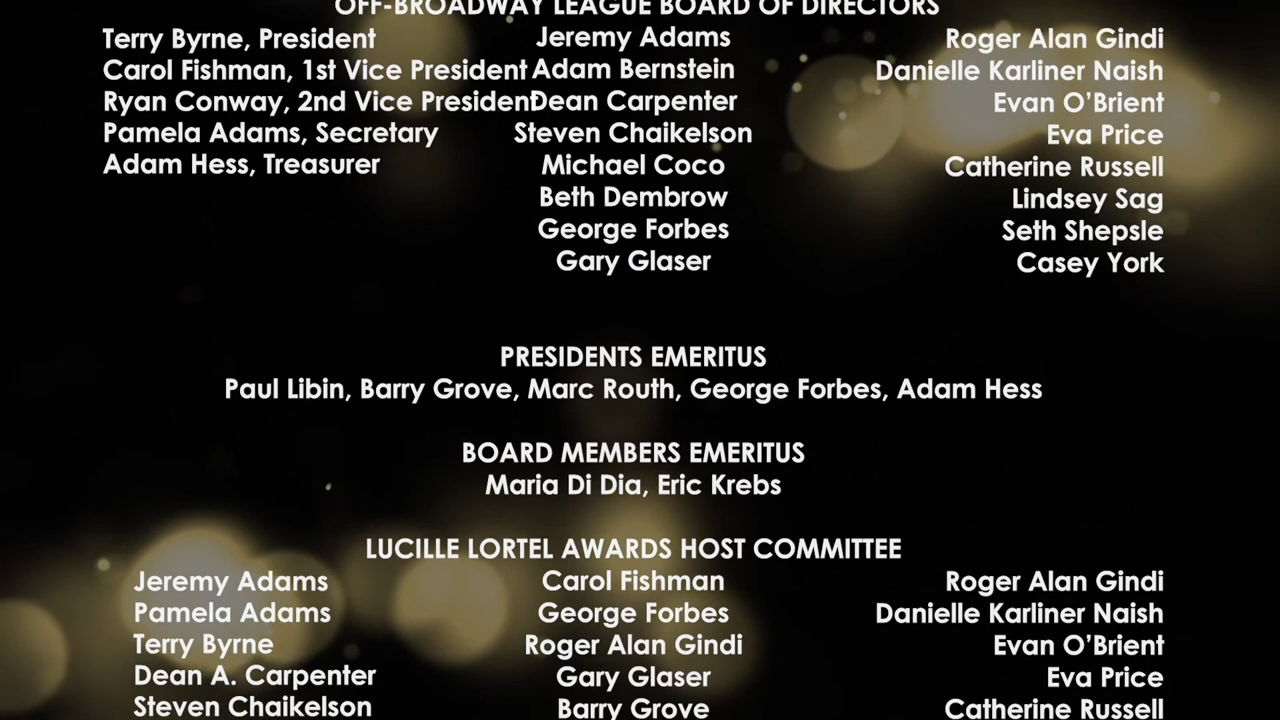 OFF-BROADWAY LEAGUE BOARD OF DIRECTORS
Terry Byrne, President
Carol Fishman, 1st Vice President
Ryan Conway, 2nd Vice President
Pamela Adams, Secretary
Adam Hess, Treasurer
Jeremy Adams
Adam Bernstein
Dean Carpenter
Steven Chaikelson
Michael Coco
Beth Dembrow
George Forbes
Gary Glaser
Roger Alan Gindi
Danielle Karliner Naish
Evan O’Brient
Eva Price
Catherine Russell
Lindsey Sag
Seth Shepsle
Casey York
PRESIDENTS EMERITUS
Paul Libin, Barry Grove, Marc Routh, George Forbes, Adam Hess
BOARD MEMBERS EMERITUS
Maria Di Dia, Eric Krebs
LUCILLE LORTEL AWARDS HOST COMMITTEE
Jeremy Adams
Pamela Adams
Terry Byrne
Dean A. Carpenter
Steven Chaikelson
Carol Fishman
George Forbes
Roger Alan Gindi
Gary Glaser
Barry Grove
Roger Alan Gindi
Danielle Karliner Naish
Evan O’Brient
Eva Price
Catherine Russell